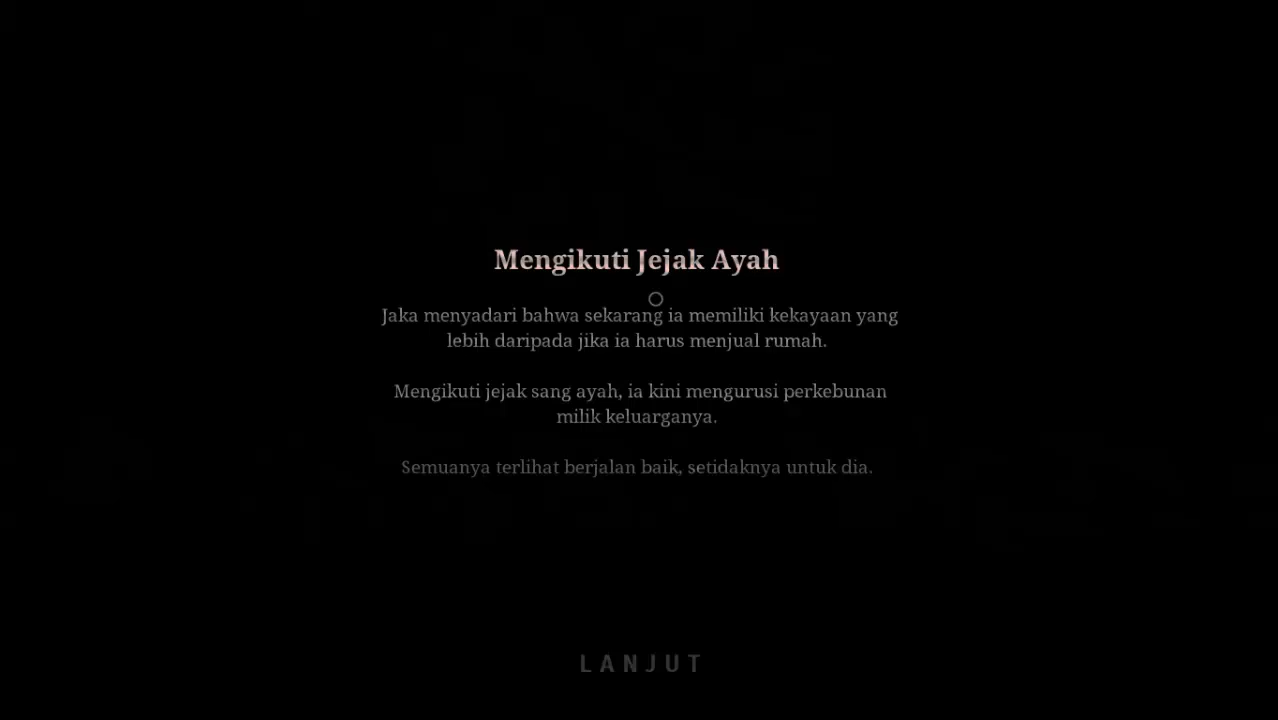 Mengikuti Jejak Ayah
Jaka menyadari bahwa sekarang ia memiliki kekayaan yang
lebih daripada jika ia harus menjual rumah.
Mengikuti jejak sang ayah, ia kini mengurusi perkebunan
milik keluarganya.
Semuanya terlihat berjalan baik, setidaknya untuk dia.
LANJUT